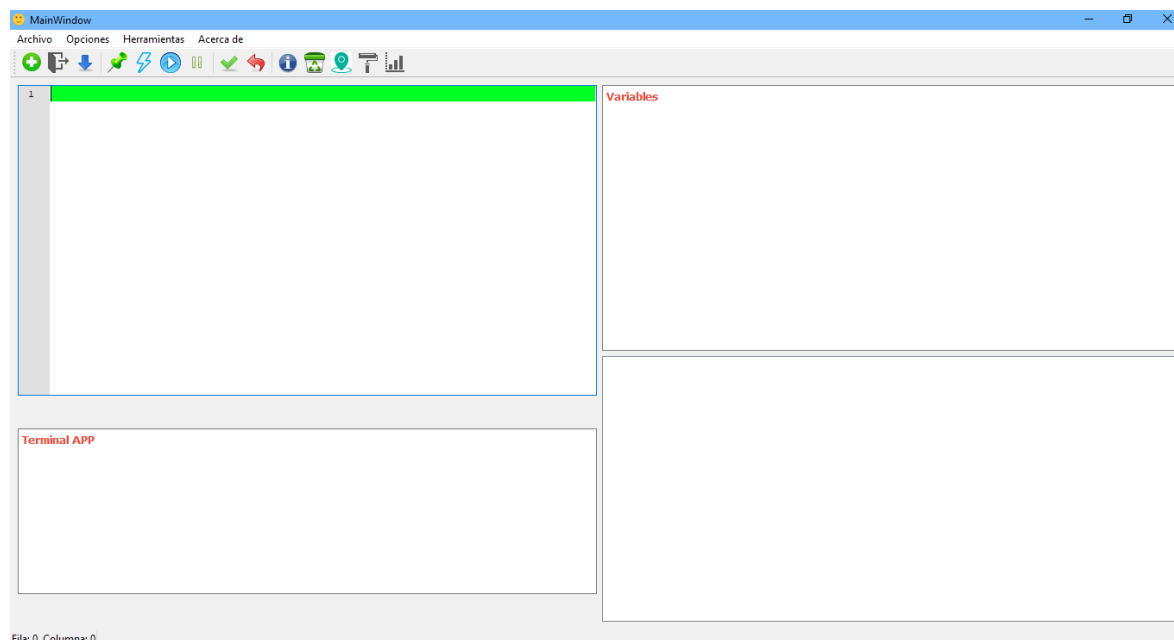 MainWindow
Archivo Opciones Herramientas Acerca de
1
Variables
Terminal APP
Fila: 0 Columna: 0